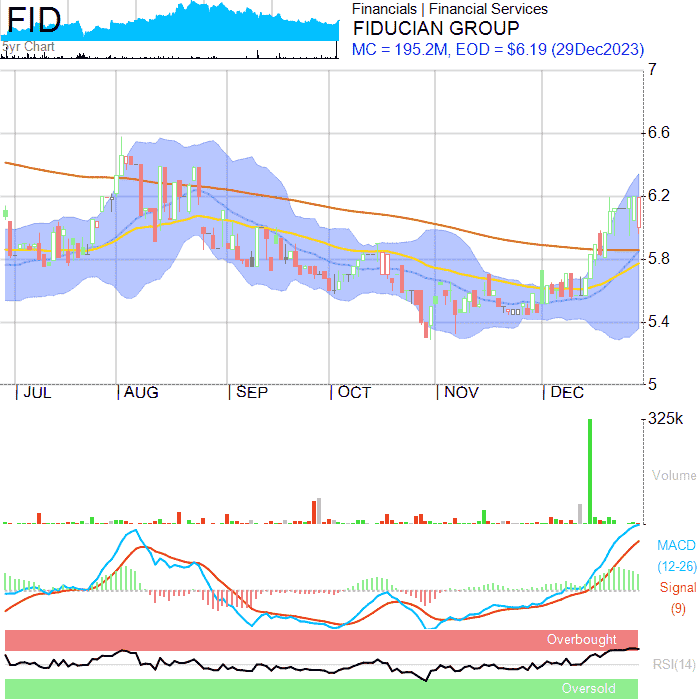 FID
5yr Chart
Financials | Financial Services
FIDUCIAN GROUP
MC = 195.2M, EOD = $6.19 (29Dec2023)
7
6.6
6.2
5.8
5.4
5
| JUL | AUG | SEP | OCT | NOV | DEC
325k
Volume
MACD
(12-26)
Signal
(9)
Overbought
RSI(14)
Oversold